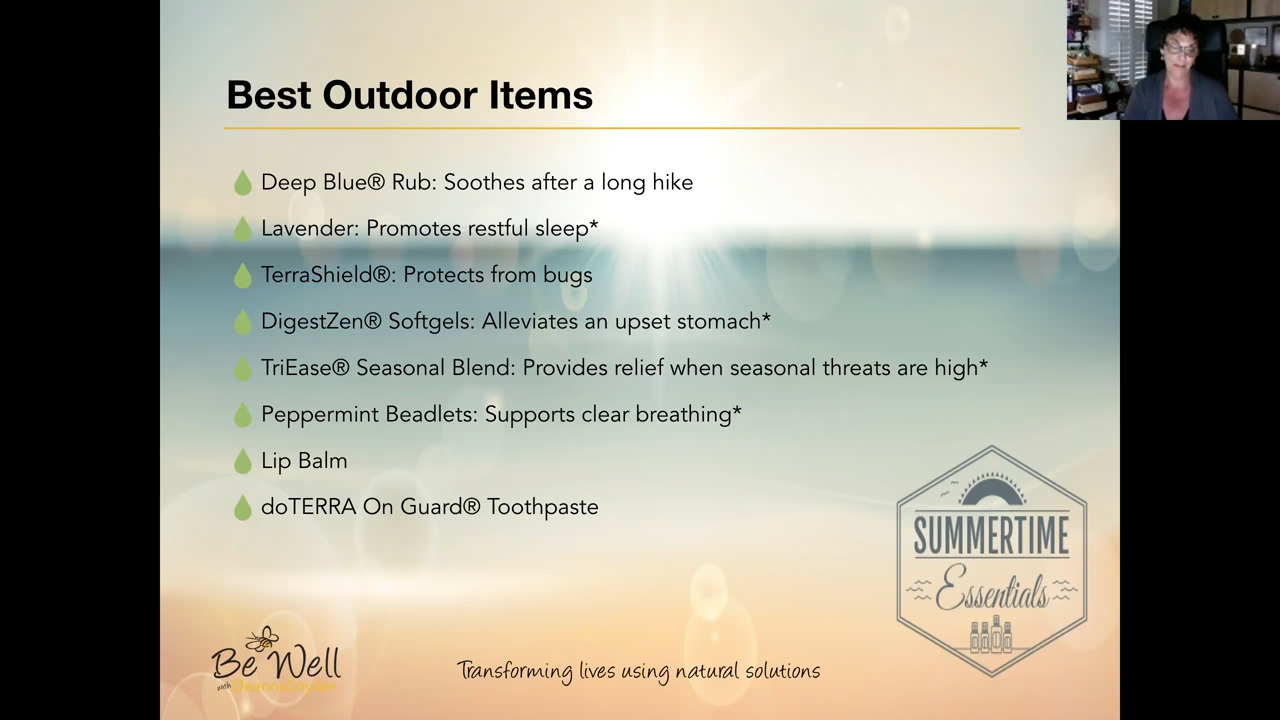 Best Outdoor Items
Deep Blue® Rub: Soothes after a long hike
Lavender: Promotes restful sleep*
TerraShield®: Protects from bugs
DigestZen® Softgels: Alleviates an upset stomach*
TriEase® Seasonal Blend: Provides relief when seasonal threats are high*
Peppermint Beadlets: Supports clear breathing*
Lip Balm
doTERRA On Guard® Toothpaste
SUMMERTIME
Essentials
Be Well
with
Transforming lives using natural solutions